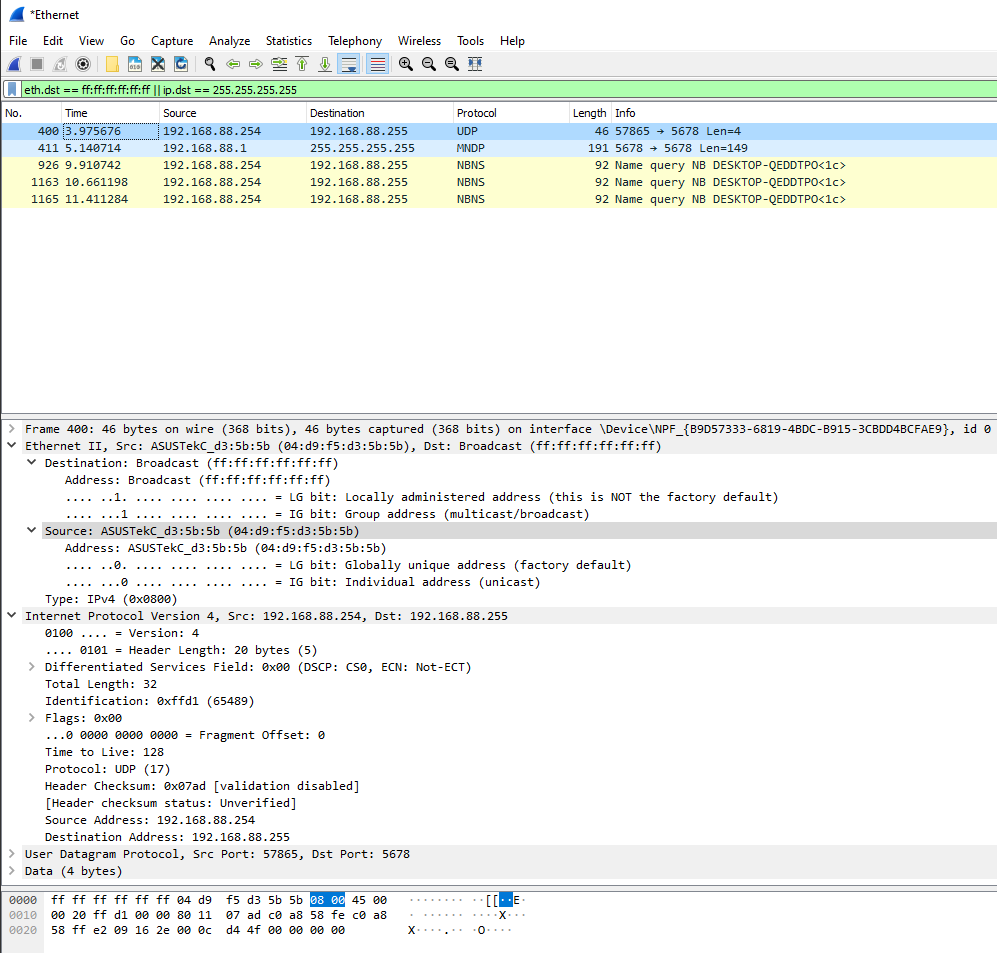 *Ethernet
File Edit View Go Capture Analyze Statistics Telephony Wireless Tools Help
eth.dst == ff:ff:ff:ff:ff:ff || ip.dst == 255.255.255.255
No. Time Source Destination Protocol Length Info
400 3.975676 192.168.88.254 192.168.88.255 UDP 46 57865 → 5678 Len=4
411 5.140714 192.168.88.1 255.255.255.255 MNDP 191 5678 → 5678 Len=149
926 9.910742 192.168.88.254 192.168.88.255 NBNS 92 Name query NB DESKTOP-QEDDTPO<1c>
1163 10.661198 192.168.88.254 192.168.88.255 NBNS 92 Name query NB DESKTOP-QEDDTPO<1c>
1165 11.411284 192.168.88.254 192.168.88.255 NBNS 92 Name query NB DESKTOP-QEDDTPO<1c>
Frame 400: 46 bytes on wire (368 bits), 46 bytes captured (368 bits) on interface \Device\NPF_{B9D57333-6819-4BDC-B915-3CBDD4BCFAE9}, id 0
Ethernet II, Src: ASUSTekC_d3:5b:5b (04:d9:f5:d3:5b:5b), Dst: Broadcast (ff:ff:ff:ff:ff:ff)
Destination: Broadcast (ff:ff:ff:ff:ff:ff)
Address: Broadcast (ff:ff:ff:ff:ff:ff)
.... ..1. .... .... .... .... = LG bit: Locally administered address (this is NOT the factory default)
.... ...1 .... .... .... .... = IG bit: Group address (multicast/broadcast)
Source: ASUSTekC_d3:5b:5b (04:d9:f5:d3:5b:5b)
Address: ASUSTekC_d3:5b:5b (04:d9:f5:d3:5b:5b)
.... ..0. .... .... .... .... = LG bit: Globally unique address (factory default)
.... ...0 .... .... .... .... = IG bit: Individual address (unicast)
Type: IPv4 (0x0800)
Internet Protocol Version 4, Src: 192.168.88.254, Dst: 192.168.88.255
0100 .... = Version: 4
.... 0101 = Header Length: 20 bytes (5)
Differentiated Services Field: 0x00 (DSCP: CS0, ECN: Not-ECT)
Total Length: 32
Identification: 0xffd1 (65489)
Flags: 0x00
...0 0000 0000 0000 = Fragment Offset: 0
Time to Live: 128
Protocol: UDP (17)
Header Checksum: 0x07ad [validation disabled]
[Header checksum status: Unverified]
Source Address: 192.168.88.254
Destination Address: 192.168.88.255
User Datagram Protocol, Src Port: 57865, Dst Port: 5678
Data (4 bytes)
0000 ff ff ff ff ff ff 04 d9 f5 d3 5b 5b 08 00 45 00 ········ ··[[··E·
0010 00 20 ff d1 00 00 80 11 07 ad c0 a8 58 fe c0 a8 · ······ ····X···
0020 58 ff e2 09 16 2e 00 0c d4 4f 00 00 00 00 X····.·· ·O····